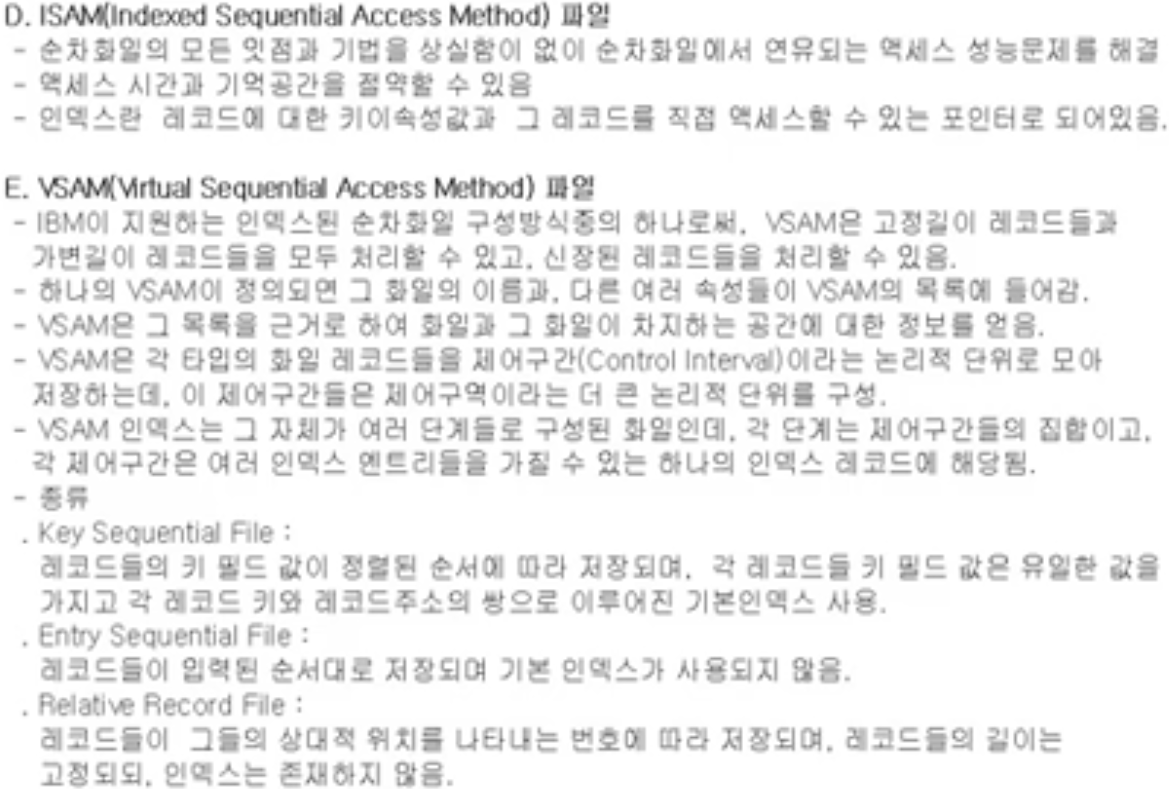 D. ISAM(Indexed Sequential Access Method) 파일
- 순차화일의 모든 잇점과 기법을 상실함이 없이 순차화일에서 연유되는 액세스 성능문제를 해결
- 액세스 시간과 기억공간을 절약할 수 있음
- 인덱스란 레코드에 대한 키이속성값과 그 레코드를 직접 액세스할 수 있는 포인터로 되어있음.
E. VSAM(Virtual Sequential Access Method) 파일
- IBM이 지원하는 인덱스된 순차화일 구성방식중의 하나로써, VSAM은 고정길이 레코드들과
가변길이 레코드들을 모두 처리할 수 있고, 신장된 레코드들을 처리할 수 있음.
- 하나의 VSAM이 정의되면 그 화일의 이름과, 다른 여러 속성들이 VSAM의 목록에 들어감.
- VSAM은 그 목록을 근거로 하여 화일과 그 화일이 차지하는 공간에 대한 정보를 얻음.
- VSAM은 각 타입의 화일 레코드들을 제어구간(Control Interval)이라는 논리적 단위로 모아
저장하는데, 이 제어구간들은 제어구역이라는 더 큰 논리적 단위를 구성.
- VSAM 인덱스는 그 자체가 여러 단계들로 구성된 화일인데, 각 단계는 제어구간들의 집합이고,
각 제어구간은 여러 인덱스 엔트리들을 가질 수 있는 하나의 인덱스 레코드에 해당됨.
- 종류
. Key Sequential File :
레코드들의 키 필드 값이 정렬된 순서에 따라 저장되며, 각 레코드들 키 필드 값은 유일한 값을
가지고 각 레코드 키와 레코드주소의 쌍으로 이루어진 기본인덱스 사용.
. Entry Sequential File :
레코드들이 입력된 순서대로 저장되며 기본 인덱스가 사용되지 않음.
. Relative Record File :
레코드들이 그들의 상대적 위치를 나타내는 번호에 따라 저장되며, 레코드들의 길이는
고정되되, 인덱스는 존재하지 않음.